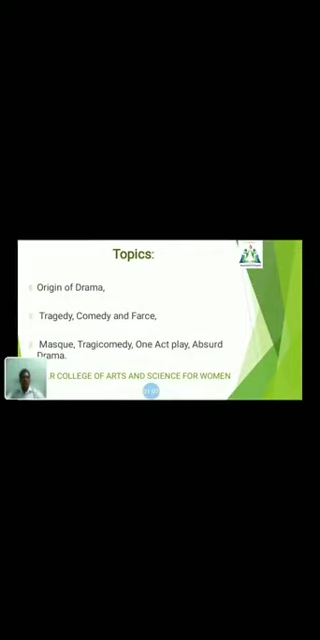 Topics:
Origin of Drama,
Tragedy, Comedy and Farce,
Masque, Tragicomedy, One Act play, Absurd
Drama.
R COLLEGE OF ARTS AND SCIENCE FOR WOMEN